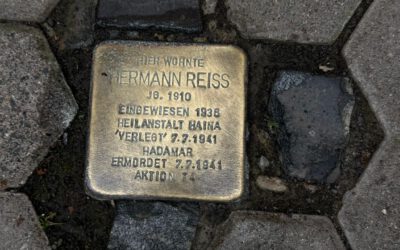 HIER WOHNTE
HERMANN REISS
JG. 1910
EINGEWIESEN 1938
HEILANSTALT HAINA
'VERLEGT' 7.7.1941
HADAMAR
ERMORDET 7.7.1941
AKTION T4